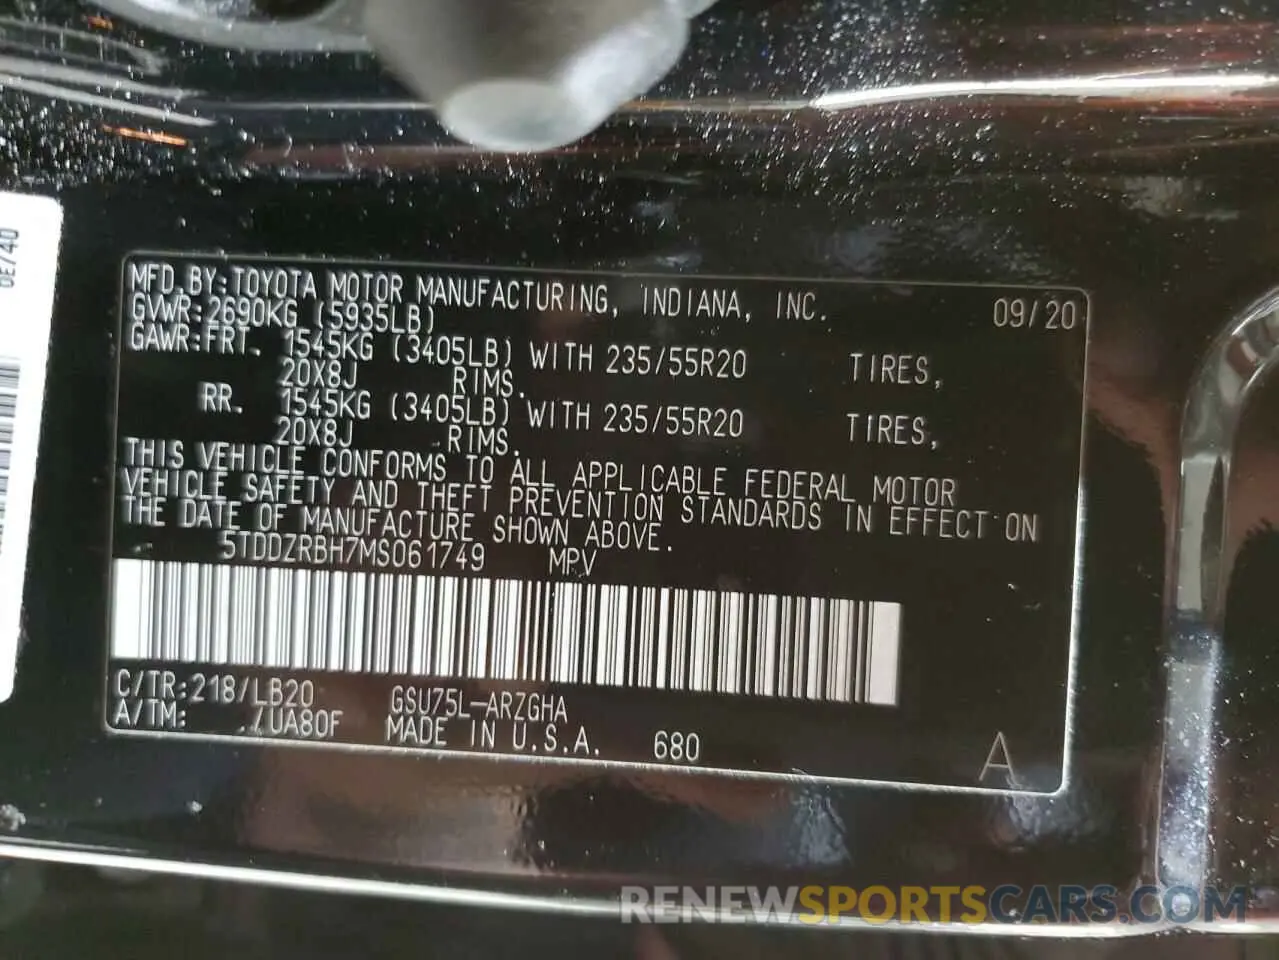 0E/40
MFD.BY:TOYOTA MOTOR MANUFACTURING, INDIANA, INC. 09/20
GVWR:2690KG (5935LB)
GAWR:FRT. 1545KG (3405LB) WITH 235/55R20 TIRES,
20X8J RIMS.
RR. 1545KG (3405LB) WITH 235/55R20 TIRES,
20X8J RIMS.
THIS VEHICLE CONFORMS TO ALL APPLICABLE FEDERAL MOTOR
VEHICLE SAFETY AND THEFT PREVENTION STANDARDS IN EFFECT ON
THE DATE OF MANUFACTURE SHOWN ABOVE.
5TDDZRBH7MS061749 MPV
C/TR:218/LB20 GSU75L-ARZGHA
A/TM: /UA80F MADE IN U.S.A. 680 A
RENEWSPORTSCARS.COM